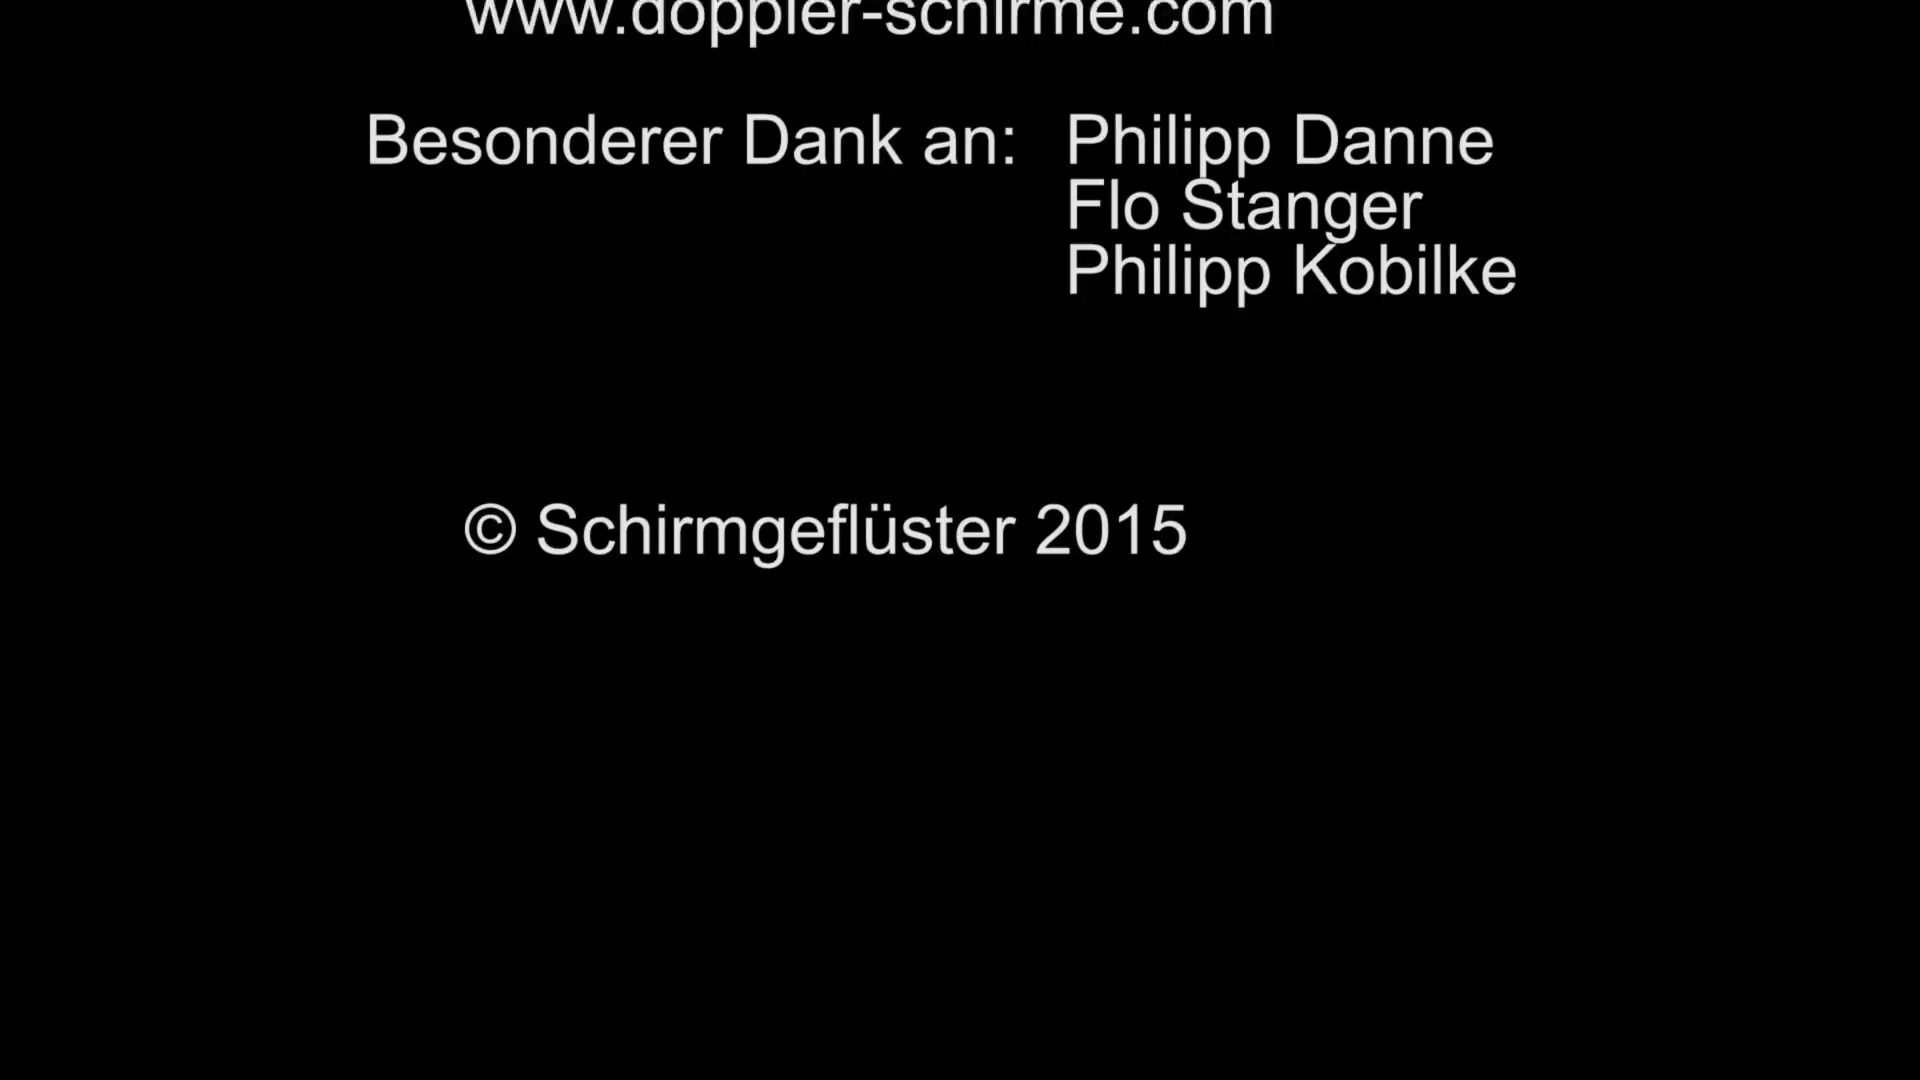 www.doppler-schirme.com
Besonderer Dank an: Philipp Danne
Flo Stanger
Philipp Kobilke
© Schirmgeflüster 2015